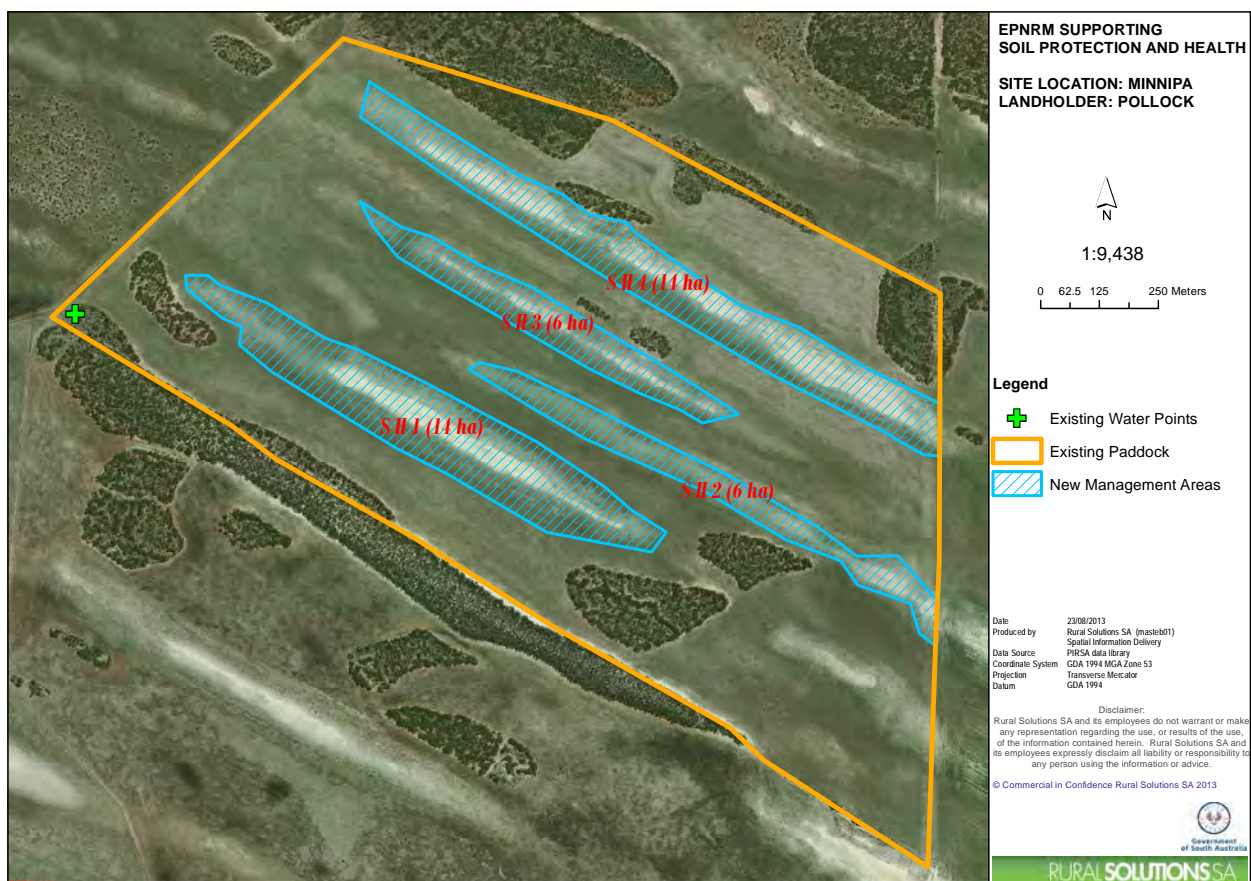 EPNRM SUPPORTING
SOIL PROTECTION AND HEALTH
SITE LOCATION: MINNIPA
LANDHOLDER: POLLOCK
N
1:9,438
0 62.5 125 250 Meters
Legend
Existing Water Points
Existing Paddock
New Management Areas
SH 4 (14 ha)
SH 3 (6 ha)
SH 1 (14 ha)
SH 2 (6 ha)
Date 23/08/2013
Produced by Rural Solutions SA (masteb01)
Spatial Information Delivery
Data Source PIRSA data library
Coordinate System GDA 1994 MGA Zone 53
Projection Transverse Mercator
Datum GDA 1994
Disclaimer:
Rural Solutions SA and its employees do not warrant or make
any representation regarding the use, or results of the use,
of the information contained herein. Rural Solutions SA and
its employees expressly disclaim all liability or responsibility to
any person using the information or advice.
© Commercial in Confidence Rural Solutions SA 2013
Government
of South Australia
RURAL SOLUTIONS SA